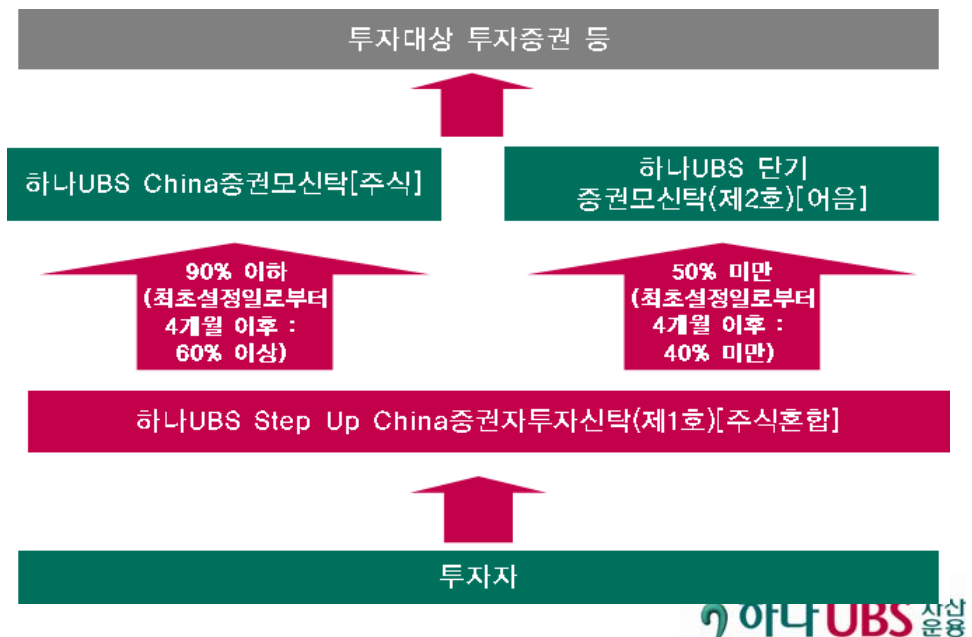 투자대상 투자증권 등
하나UBS China증권모신탁[주식]
하나UBS 단기
증권모신탁(제2호)[어음]
90% 이하
(최초설정일로부터
4개월 이후 :
60% 이상)
50% 미만
(최초설정일로부터
4개월 이후 :
40% 미만)
하나UBS Step Up China증권자투자신탁(제1호)[주식혼합]
투자자
하나UBS 자산
운용